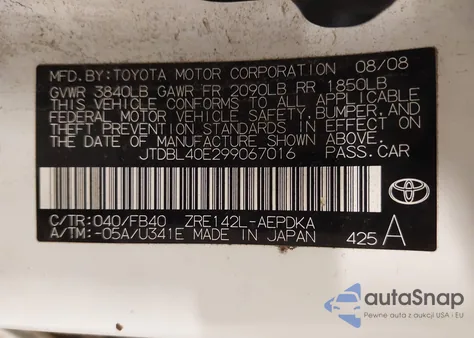 MFD. BY: TOYOTA MOTOR CORPORATION 08/08
GVWR 3840LB GAWR FR 2090LB RR 1850LB
THIS VEHICLE CONFORMS TO ALL APPLICABLE
FEDERAL MOTOR VEHICLE SAFETY, BUMPER, AND
THEFT PREVENTION STANDARDS IN EFFECT ON
THE DATE OF MANUFACTURE SHOWN ABOVE.
JTDBL40E299067016 PASS. CAR
C/TR: 040/FB40 ZRE142L-AEPDKA
A/TM: -05A/U341E MADE IN JAPAN
425 A
TOYOTA
autoSnap
Pewne auta z aukcji USA i EU